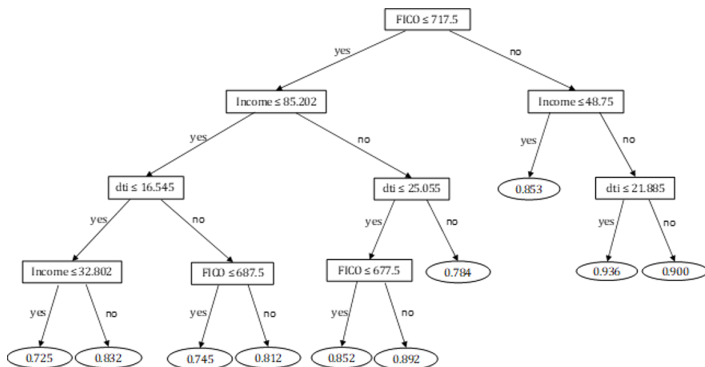 FICO ≤ 717.5
yes
no
Income ≤ 85.202
Income ≤ 48.75
yes
no
yes
no
dti ≤ 16.545
dti ≤ 25.055
0.853
dti ≤ 21.885
yes
no
yes
no
yes
no
Income ≤ 32.802
FICO ≤ 687.5
FICO ≤ 677.5
0.784
0.936
0.900
yes
no
yes
no
yes
no
0.725
0.832
0.745
0.812
0.852
0.892